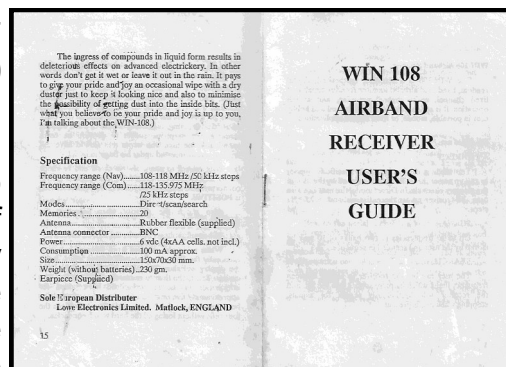 The ingress of compounds in liquid form results in
deleterious effects on advanced electrickery. In other
words don't get it wet or leave it out in the rain. It pays
to give your pride and joy an occasional wipe with a dry
duster just to keep it looking nice and also to minimise
the possibility of getting dust into the inside bits. (Just
what you believe to be your pride and joy is up to you,
I'm talking about the WIN-108.)
Specification
Frequency range (Nav)......108-118 MHz /50 kHz steps
Frequency range (Com)....118-135.975 MHz
/25 kHz steps
Modes..............................Direct/scan/search
Memories..........................20
Antenna............................Rubber flexible (supplied)
Antenna connector...........BNC
Power...............................6 vdc (4xAA cells. not incl.)
Consumption....................100 mA approx.
Size...................................150x70x30 mm.
Weight (without batteries)..230 gm.
Earpiece (Supplied)
Sole European Distributer
Lowe Electronics Limited. Matlock, ENGLAND
15
WIN 108
AIRBAND
RECEIVER
USER'S
GUIDE